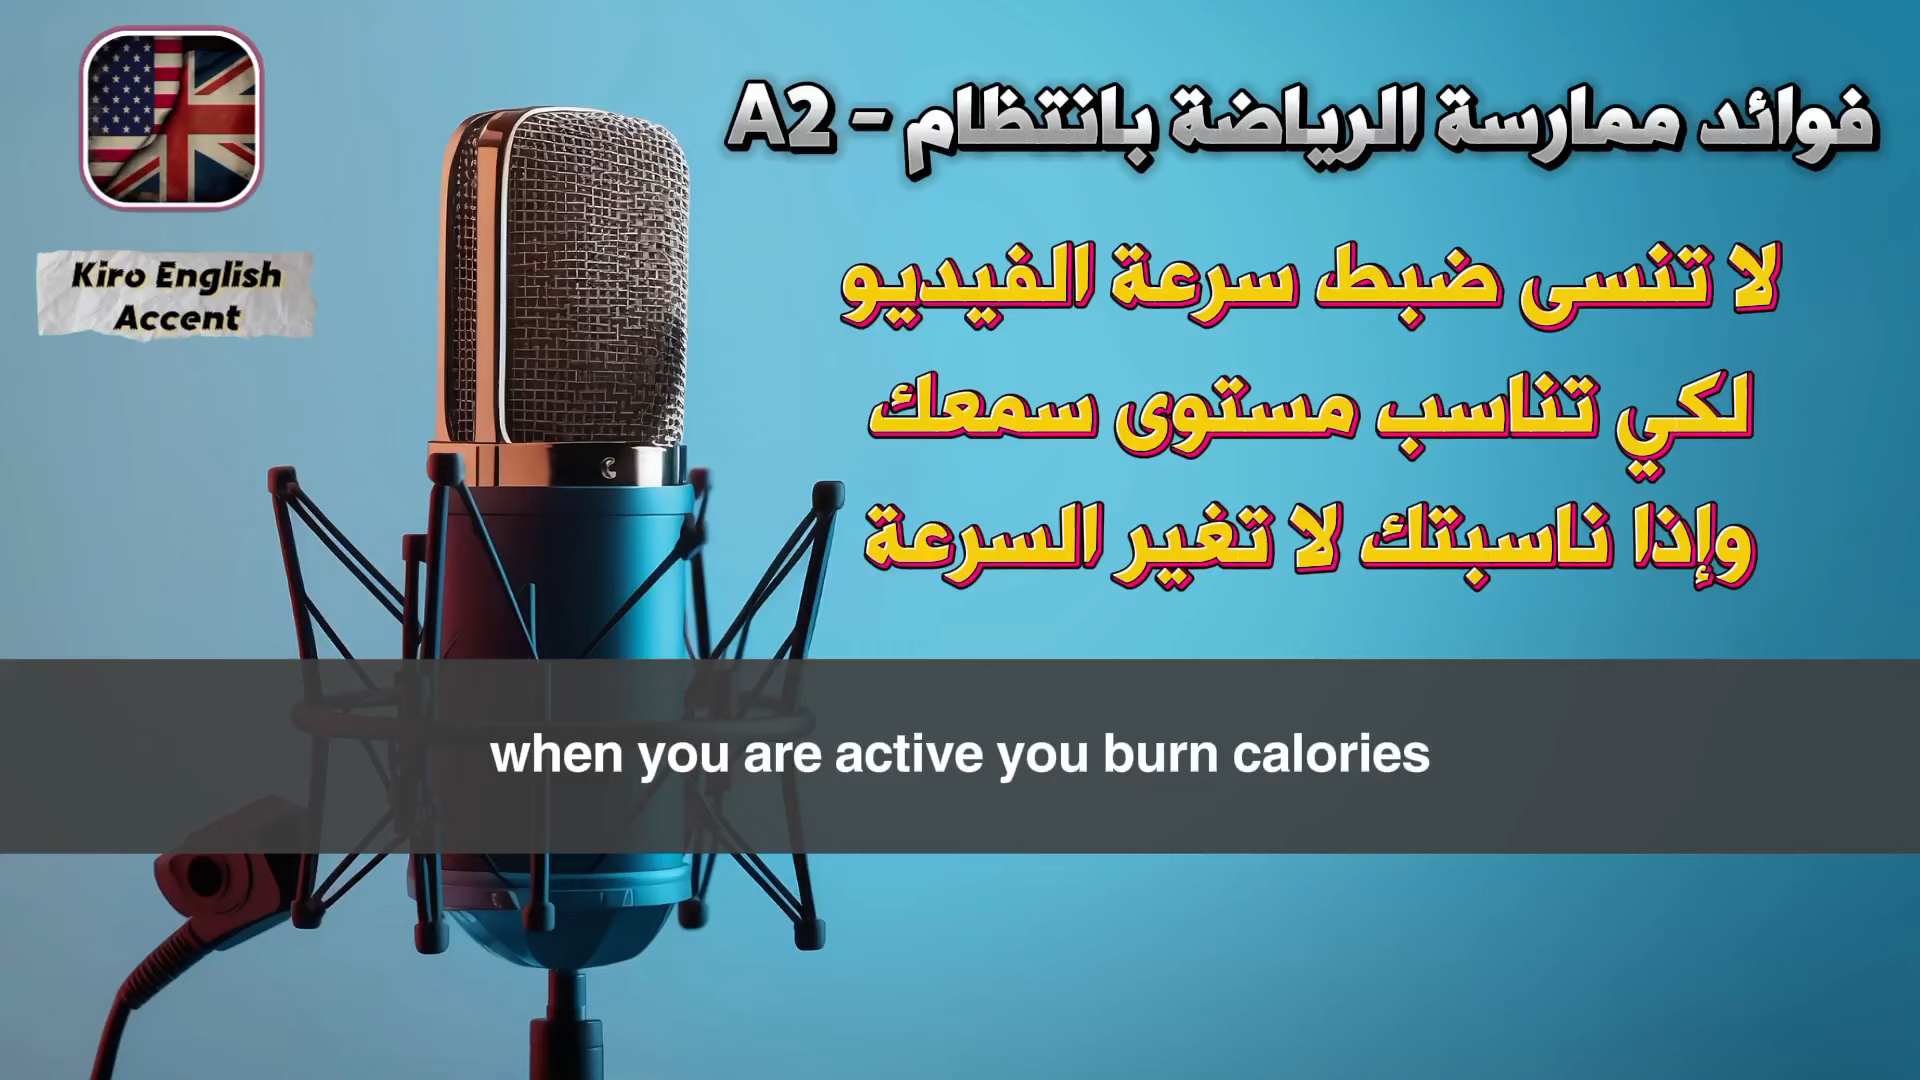 فوائد ممارسة الرياضة بانتظام - A2
Kiro English
Accent
لا تنسى ضبط سرعة الفيديو
لكي تناسب مستوى سمعك
وإذا ناسبتك لا تغير السرعة
when you are active you burn calories